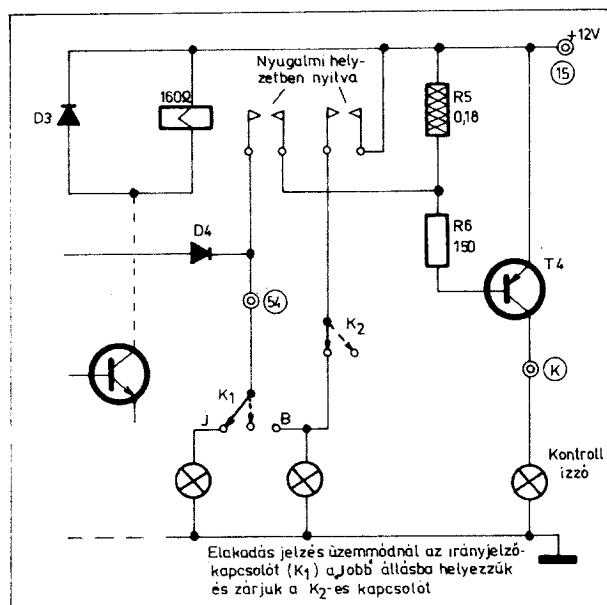 +12V
15
Nyugalmi hely-
zetben nyitva
D3
160Ω
R5
0,18
R6
150
D4
T4
54
K2
K
K1
J
B
Kontroll
izzó
Elakadás jelzés üzemmódnál az irányjelző-
kapcsolót (K1) a „Jobb" állásba helyezzük
és zárjuk a K2-es kapcsolót